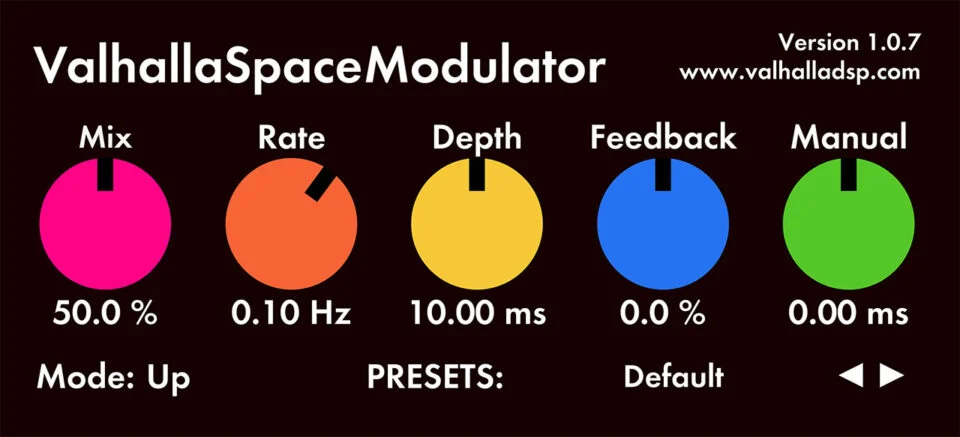 ValhallaSpaceModulator
Version 1.0.7
www.valhalladsp.com
Mix Rate Depth Feedback Manual
50.0 % 0.10 Hz 10.00 ms 0.0 % 0.00 ms
Mode: Up PRESETS: Default